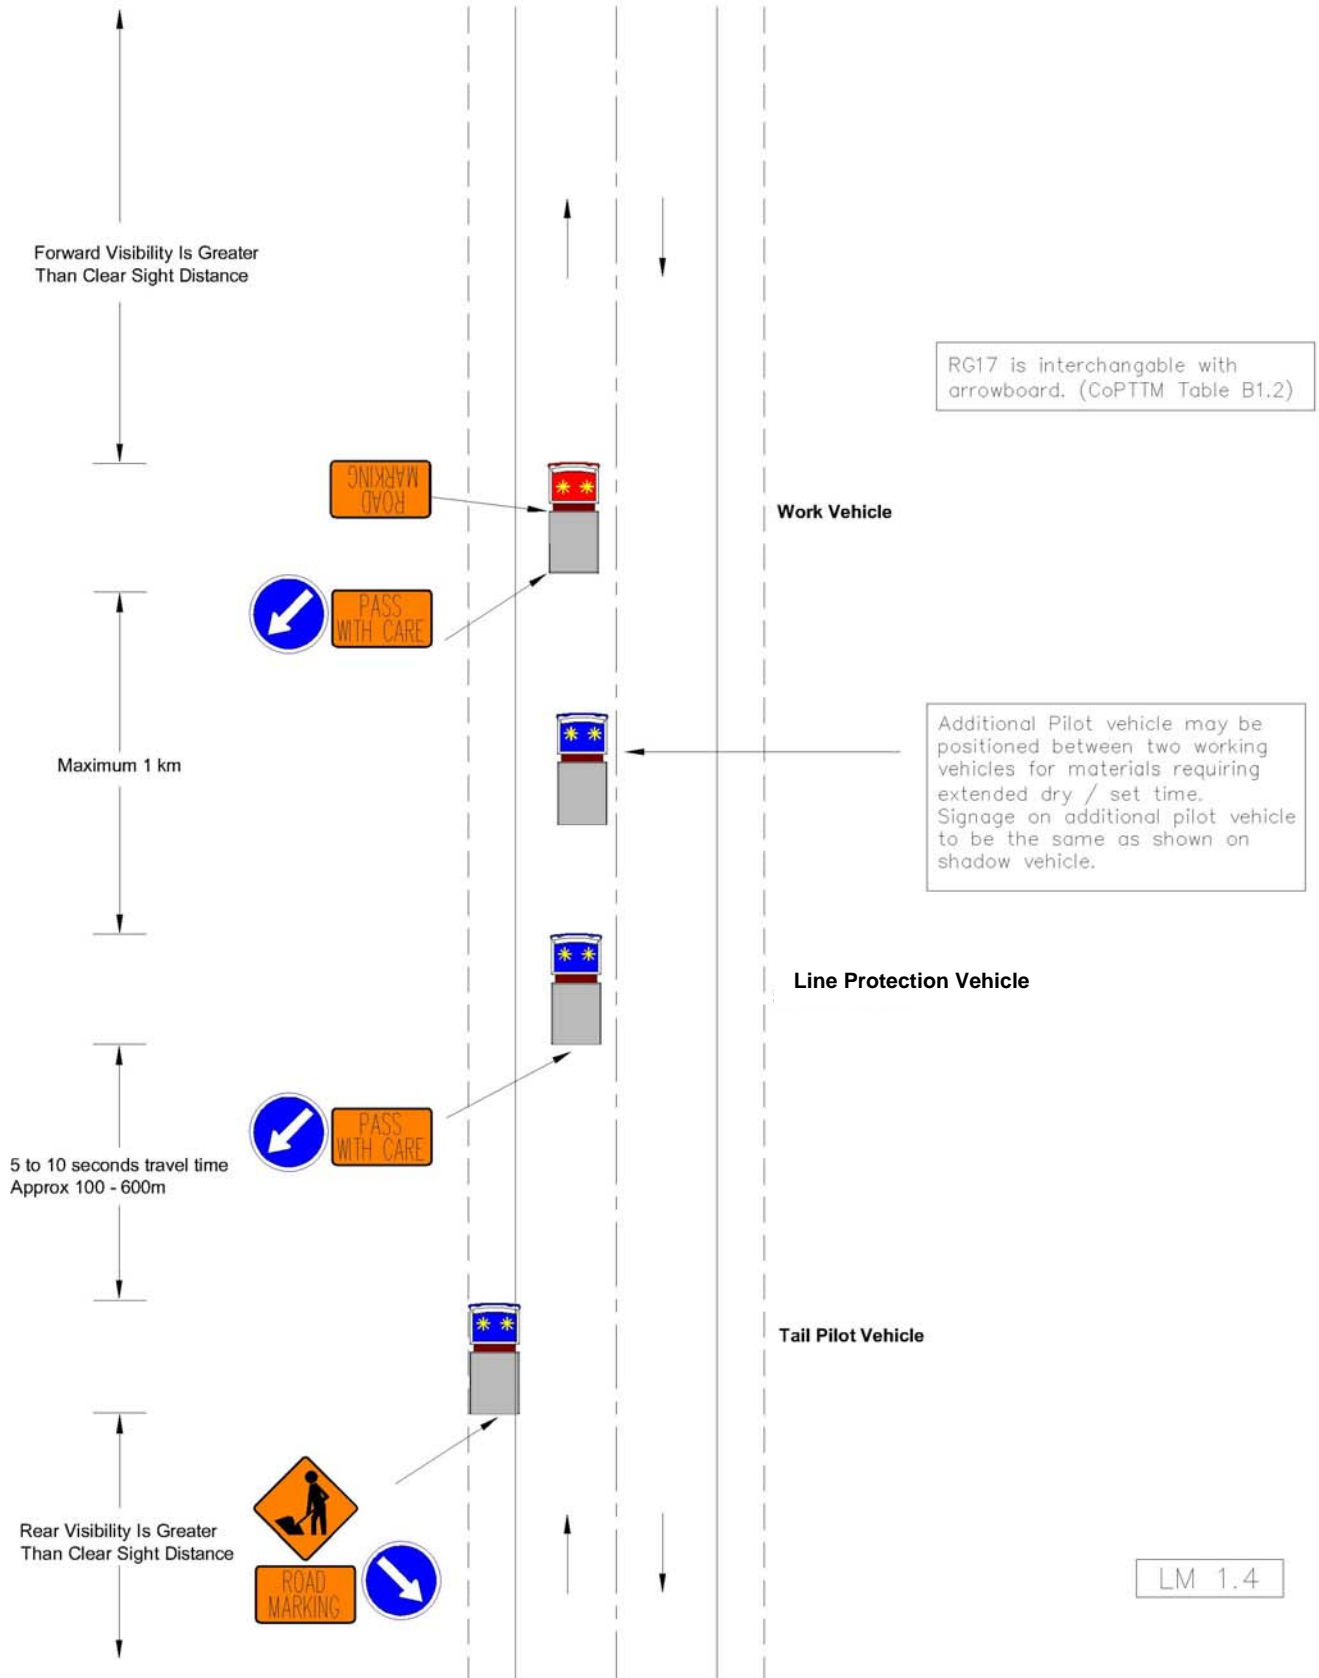 Forward Visibility Is Greater
Than Clear Sight Distance
RG17 is interchangable with
arrowboard. (CoPTTM Table B1.2)
ROAD
MARKING
Work Vehicle
PASS
WITH CARE
Additional Pilot vehicle may be
positioned between two working
vehicles for materials requiring
extended dry / set time.
Signage on additional pilot vehicle
to be the same as shown on
shadow vehicle.
Maximum 1 km
Line Protection Vehicle
PASS
WITH CARE
5 to 10 seconds travel time
Approx 100 - 600m
Tail Pilot Vehicle
Rear Visibility Is Greater
Than Clear Sight Distance
ROAD
MARKING
LM 1.4